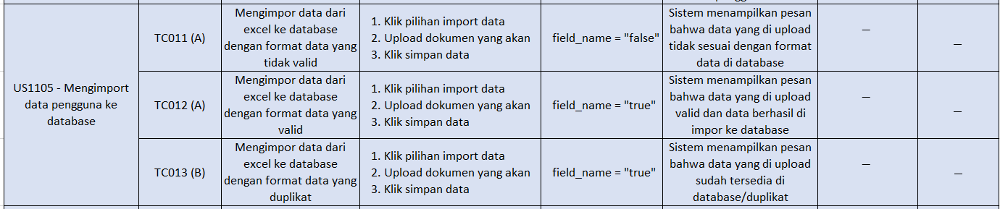 US1105 - Mengimport
data pengguna ke
database
TC011 (A)
Mengimpor data dari
excel ke database
dengan format data yang
tidak valid
1. Klik pilihan import data
2. Upload dokumen yang akan
3. Klik simpan data
field_name = "false"
Sistem menampilkan pesan
bahwa data yang di upload
tidak sesuai dengan format
data di database
—
—
TC012 (A)
Mengimpor data dari
excel ke database
dengan format data yang
valid
1. Klik pilihan import data
2. Upload dokumen yang akan
3. Klik simpan data
field_name = "true"
Sistem menampilkan pesan
bahwa data yang di upload
valid dan data berhasil di
impor ke database
—
—
TC013 (B)
Mengimpor data dari
excel ke database
dengan format data yang
duplikat
1. Klik pilihan import data
2. Upload dokumen yang akan
3. Klik simpan data
field_name = "true"
Sistem menampilkan pesan
bahwa data yang di upload
sudah tersedia di
database/duplikat
—
—